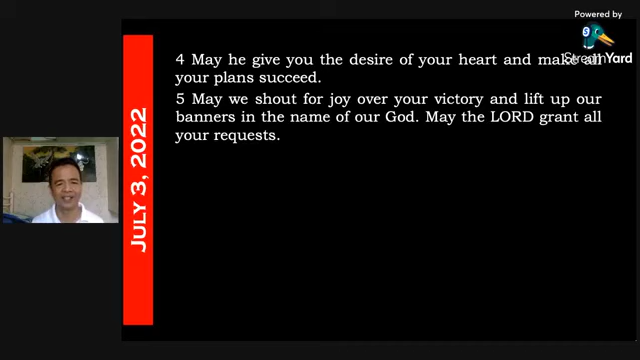 Powered by
StreamYard
4 May he give you the desire of your heart and make all
your plans succeed.
5 May we shout for joy over your victory and lift up our
banners in the name of our God. May the LORD grant all
your requests.
JULY 3, 2022